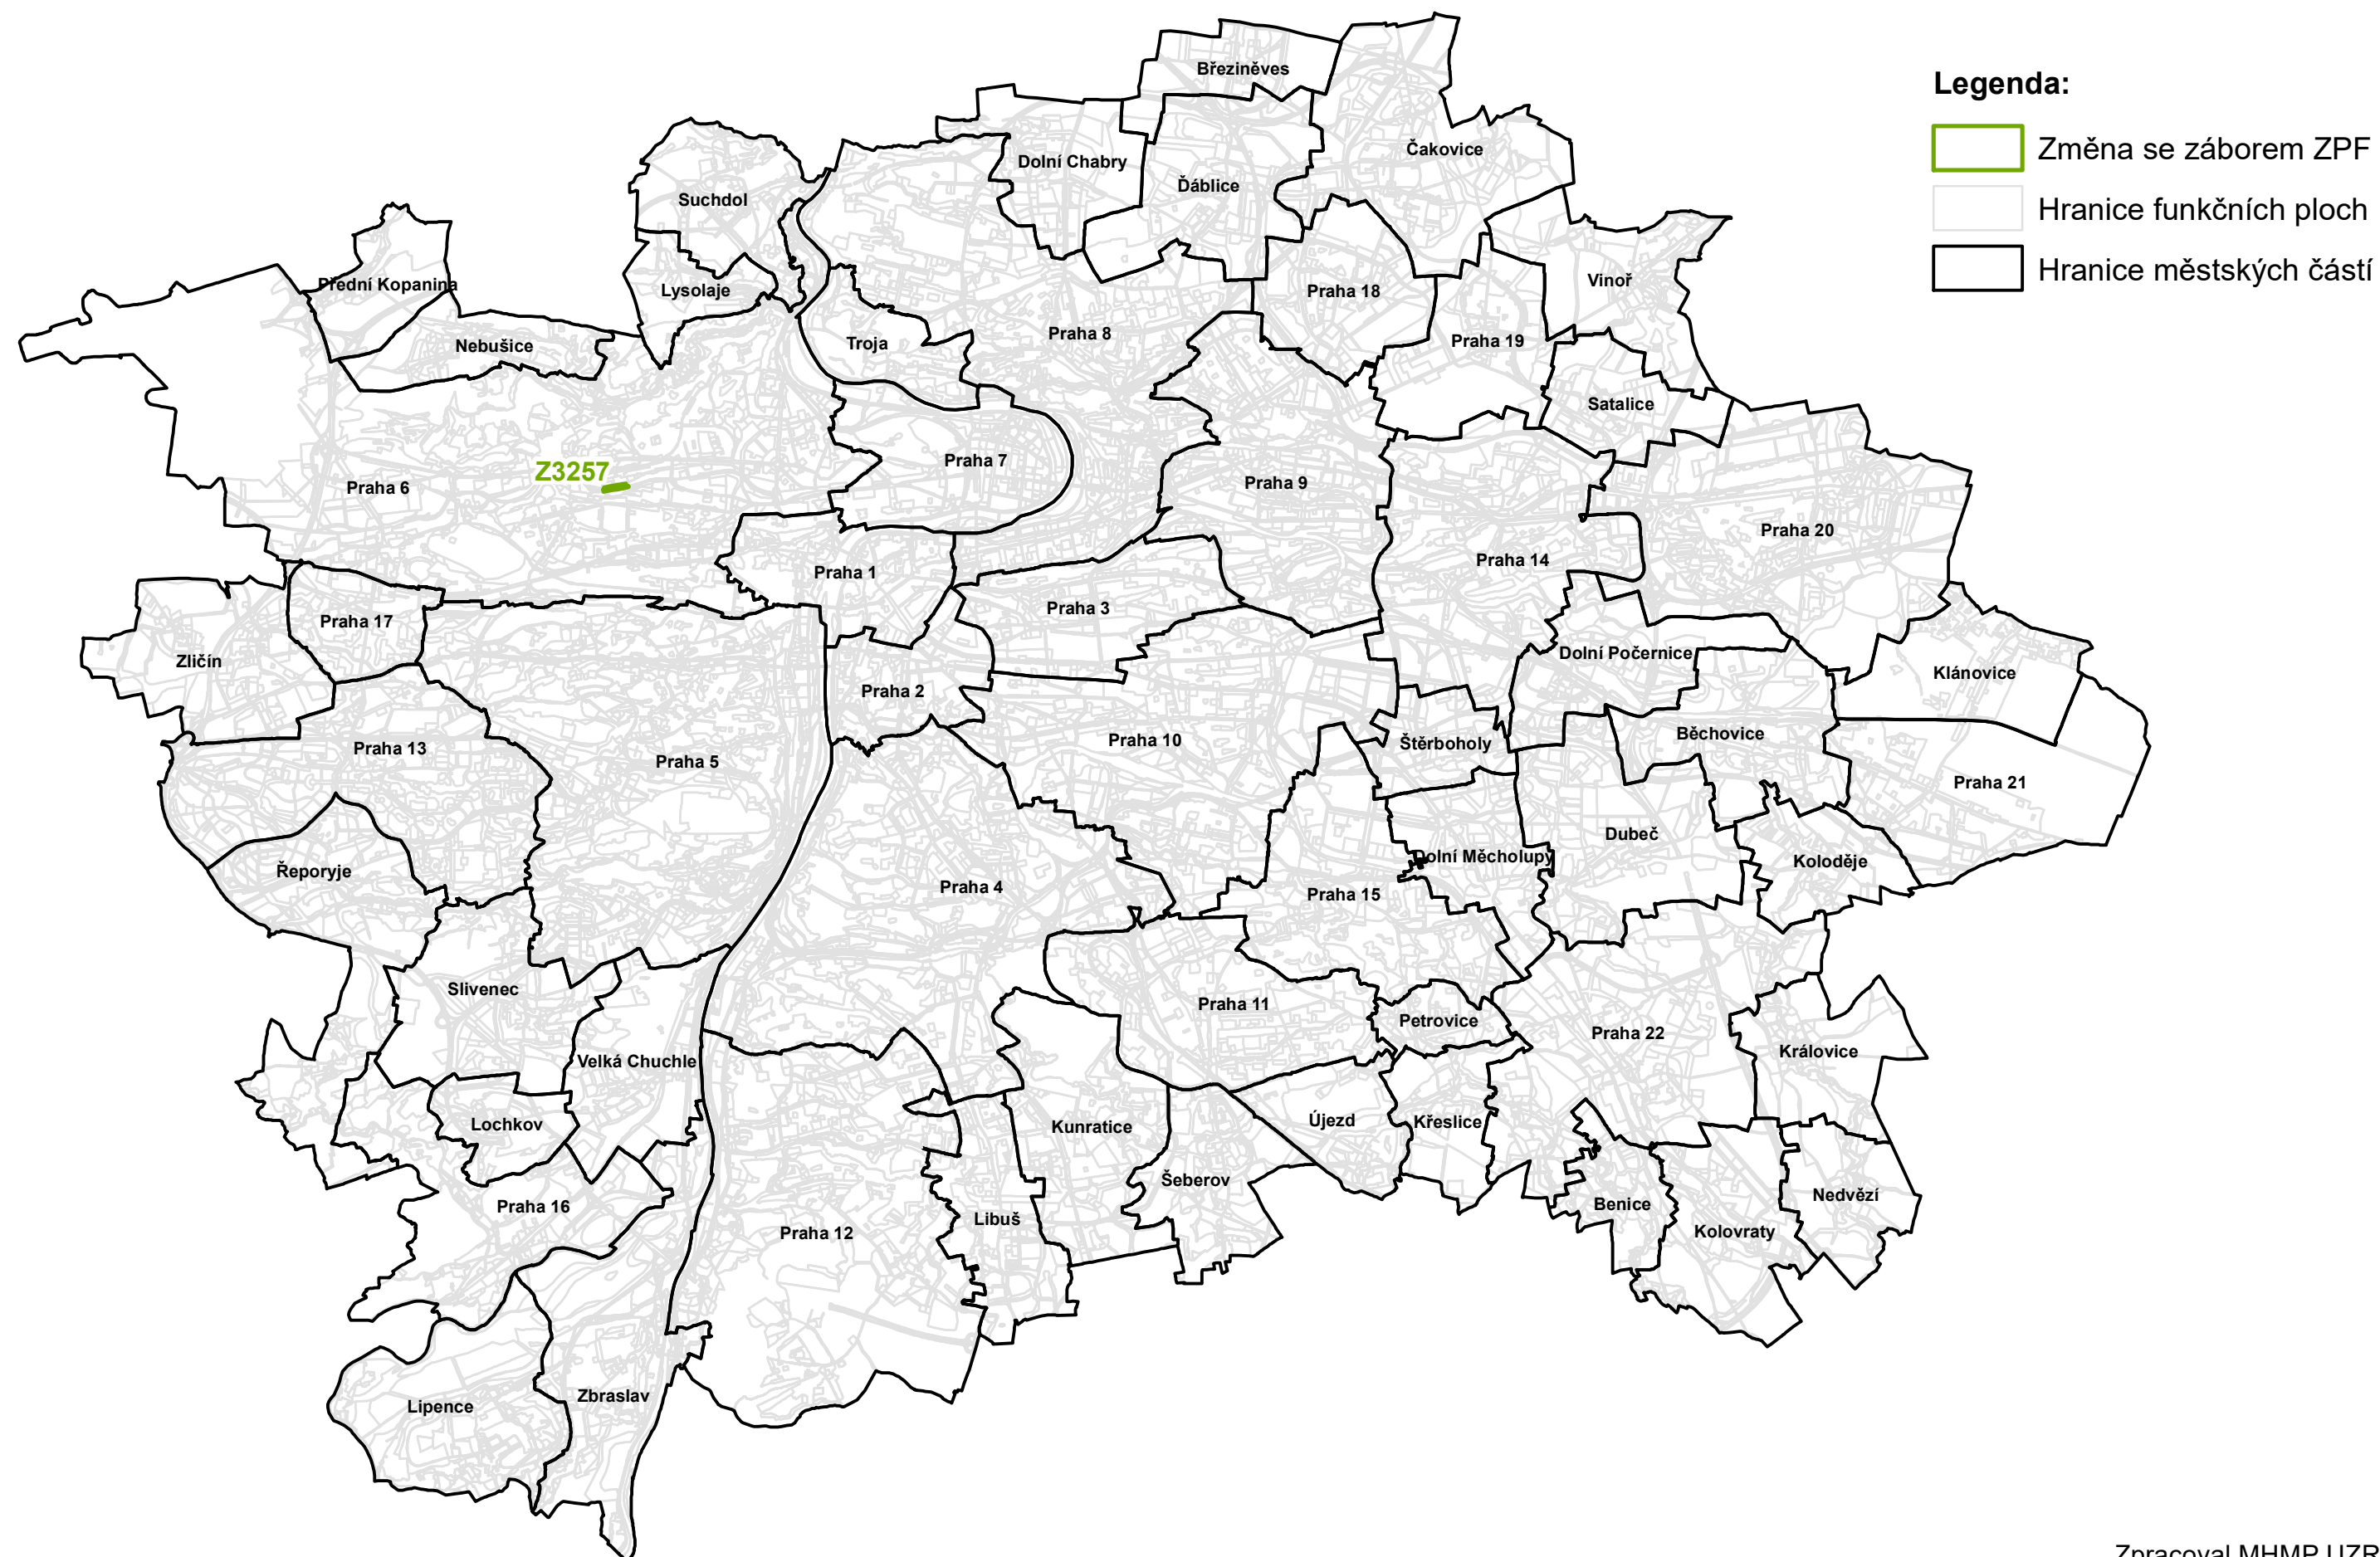 Legenda:
Změna se záborem ZPF
Hranice funkčních ploch
Hranice městských částí
Březiněves
Čakovice
Dolní Chabry
Ďáblice
Suchdol
Přední Kopanina
Lysolaje
Praha 18
Vinoř
Nebušice
Troja
Praha 8
Praha 19
Satalice
Z3257
Praha 6
Praha 7
Praha 9
Praha 20
Praha 14
Praha 1
Praha 3
Praha 17
Zličín
Dolní Počernice
Klánovice
Praha 2
Praha 13
Praha 5
Praha 10
Štěrboholy
Běchovice
Praha 21
Dubeč
Dolní Měcholupy
Koloděje
Řeporyje
Praha 4
Praha 15
Slivenec
Praha 11
Petrovice
Praha 22
Královice
Velká Chuchle
Lochkov
Kunratice
Újezd
Křeslice
Šeberov
Praha 16
Libuš
Praha 12
Benice
Nedvězí
Kolovraty
Lipence
Zbraslav
Zpracoval MHMP UZR